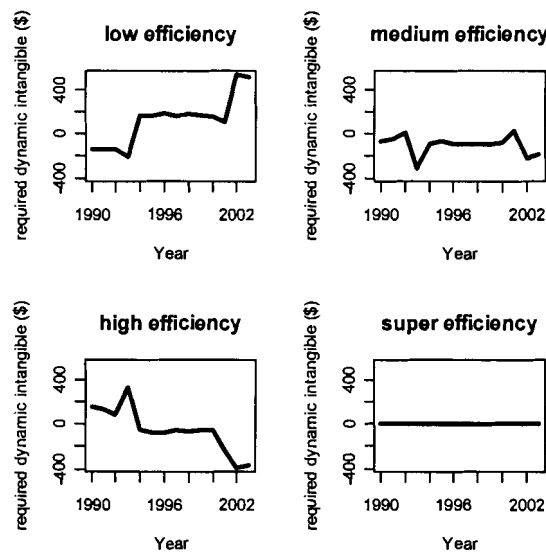 low efficiency
required dynamic intangible ($)
400
0
-400
1990
1996
2002
Year
medium efficiency
required dynamic intangible ($)
400
0
-400
1990
1996
2002
Year
high efficiency
required dynamic intangible ($)
400
0
-400
1990
1996
2002
Year
super efficiency
required dynamic intangible ($)
400
0
-400
1990
1996
2002
Year